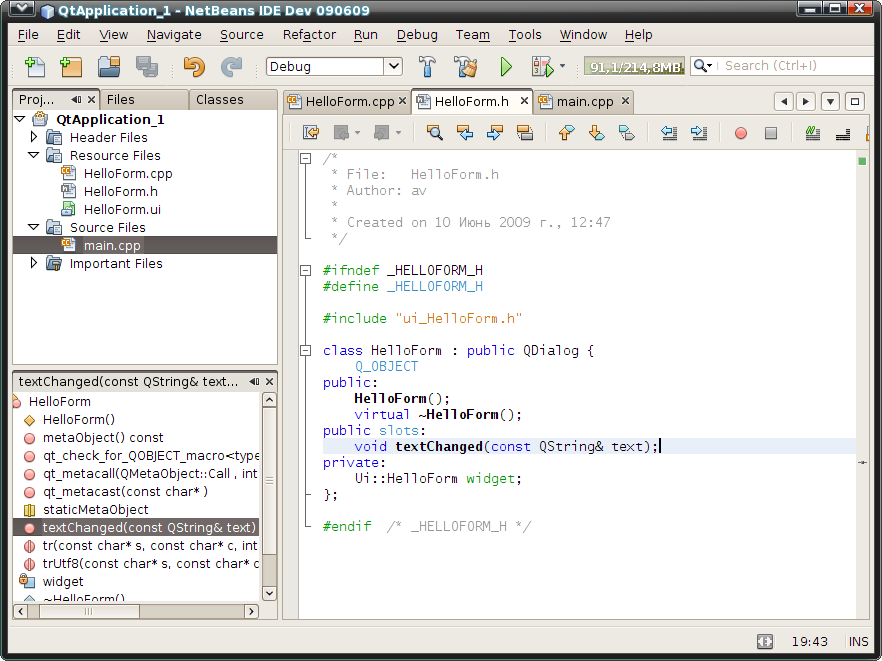 QtApplication_1 - NetBeans IDE Dev 090609
File Edit View Navigate Source Refactor Run Debug Team Tools Window Help
Debug
91,1/214,8MB
Search (Ctrl+I)
Proj... Files Classes
QtApplication_1
Header Files
Resource Files
HelloForm.cpp
HelloForm.h
HelloForm.ui
Source Files
main.cpp
Important Files
textChanged(const QString& text...
HelloForm
HelloForm()
metaObject() const
qt_check_for_QOBJECT_macro<type
qt_metacall(QMetaObject::Call , int
qt_metacast(const char* )
staticMetaObject
textChanged(const QString& text)
tr(const char* s, const char* c, int
trUtf8(const char* s, const char* c
widget
~HelloForm()
HelloForm.cpp HelloForm.h main.cpp
/*
* File:   HelloForm.h
* Author: av
*
* Created on 10 Июнь 2009 г., 12:47
*/
#ifndef _HELLOFORM_H
#define _HELLOFORM_H
#include "ui_HelloForm.h"
class HelloForm : public QDialog {
Q_OBJECT
public:
HelloForm();
virtual ~HelloForm();
public slots:
void textChanged(const QString& text);
private:
Ui::HelloForm widget;
};
#endif  /* _HELLOFORM_H */
19:43 INS